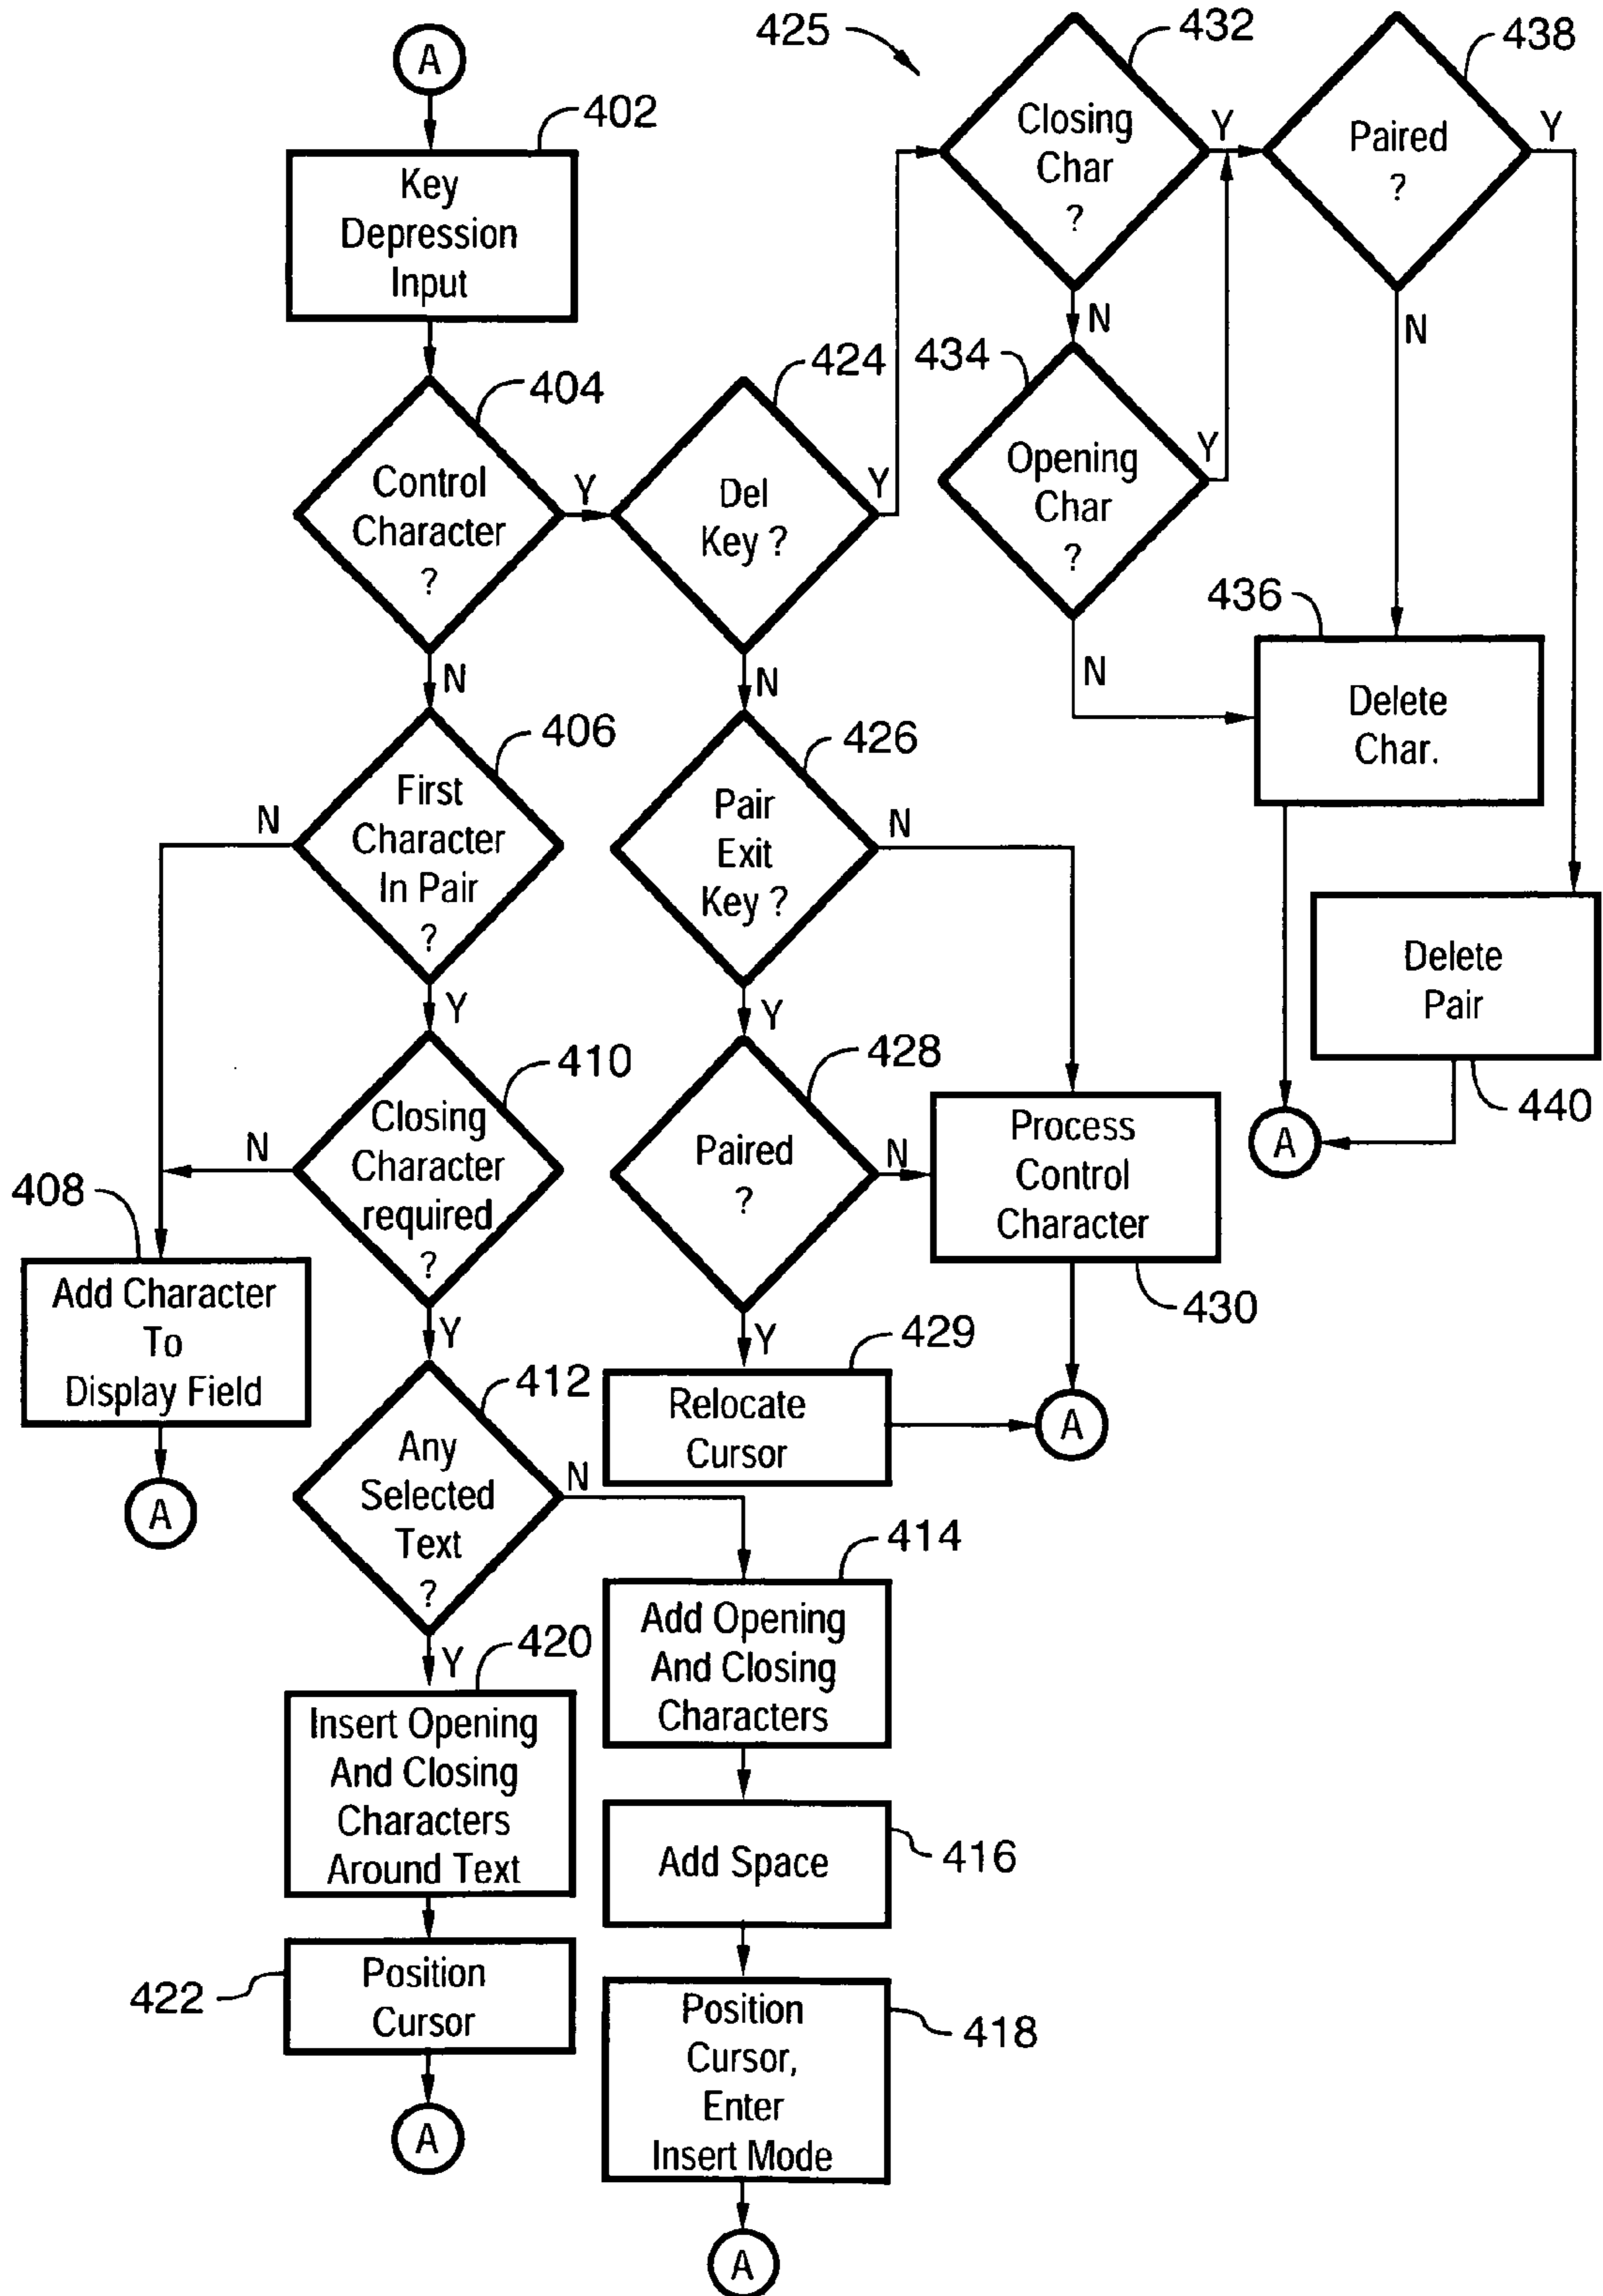 A
402
Key
Depression
Input
404
Control
Character
?
Y
N
406
First
Character
In Pair
?
N
Y
410
Closing
Character
required
?
N
Y
408
Add Character
To
Display Field
A
412
Any
Selected
Text
?
N
Y
420
Insert Opening
And Closing
Characters
Around Text
422
Position
Cursor
A
424
Del
Key ?
Y
N
426
Pair
Exit
Key ?
N
Y
428
Paired
?
N
Y
429
Relocate
Cursor
Process
Control
Character
430
A
414
Add Opening
And Closing
Characters
Add Space
416
Position
Cursor,
Enter
Insert Mode
418
A
425
432
Closing
Char
?
Y
N
434
Opening
Char
?
Y
N
438
Paired
?
Y
N
436
Delete
Char.
Delete
Pair
440
A